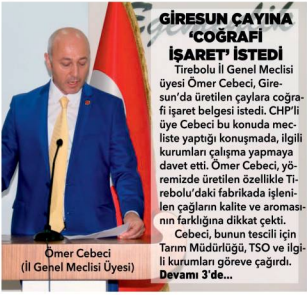 GİRESUN ÇAYINA
‘COĞRAFİ
İŞARET’ İSTEDİ
Tirebolu İl Genel Meclisi
üyesi Ömer Cebeci, Gire-
sun’da üretilen çaylara coğra-
fi işaret belgesi istedi. CHP’li
üye Cebeci bu konuda mec-
liste yaptığı konuşmada, ilgili
kurumları çalışma yapmaya
davet etti. Ömer Cebeci, yö-
remizde üretilen özellikle Ti-
rebolu’daki fabrikada işleni-
len çağların kalite ve aroması-
nın farklığına dikkat çekti.
Cebeci, bunun tescili için
Tarım Müdürlüğü, TSO ve ilgi-
li kurumları göreve çağırdı.
Devamı 3’de...
Ömer Cebeci
(İl Genel Meclisi Üyesi)